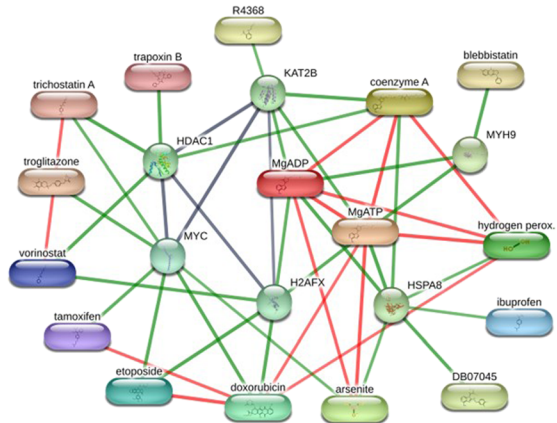 R4368
KAT2B
trapoxin B
coenzyme A
blebbistatin
trichostatin A
HDAC1
MYH9
MgADP
troglitazone
MgATP
hydrogen perox.
MYC
vorinostat
H2AFX
HSPA8
ibuprofen
tamoxifen
etoposide
doxorubicin
arsenite
DB07045